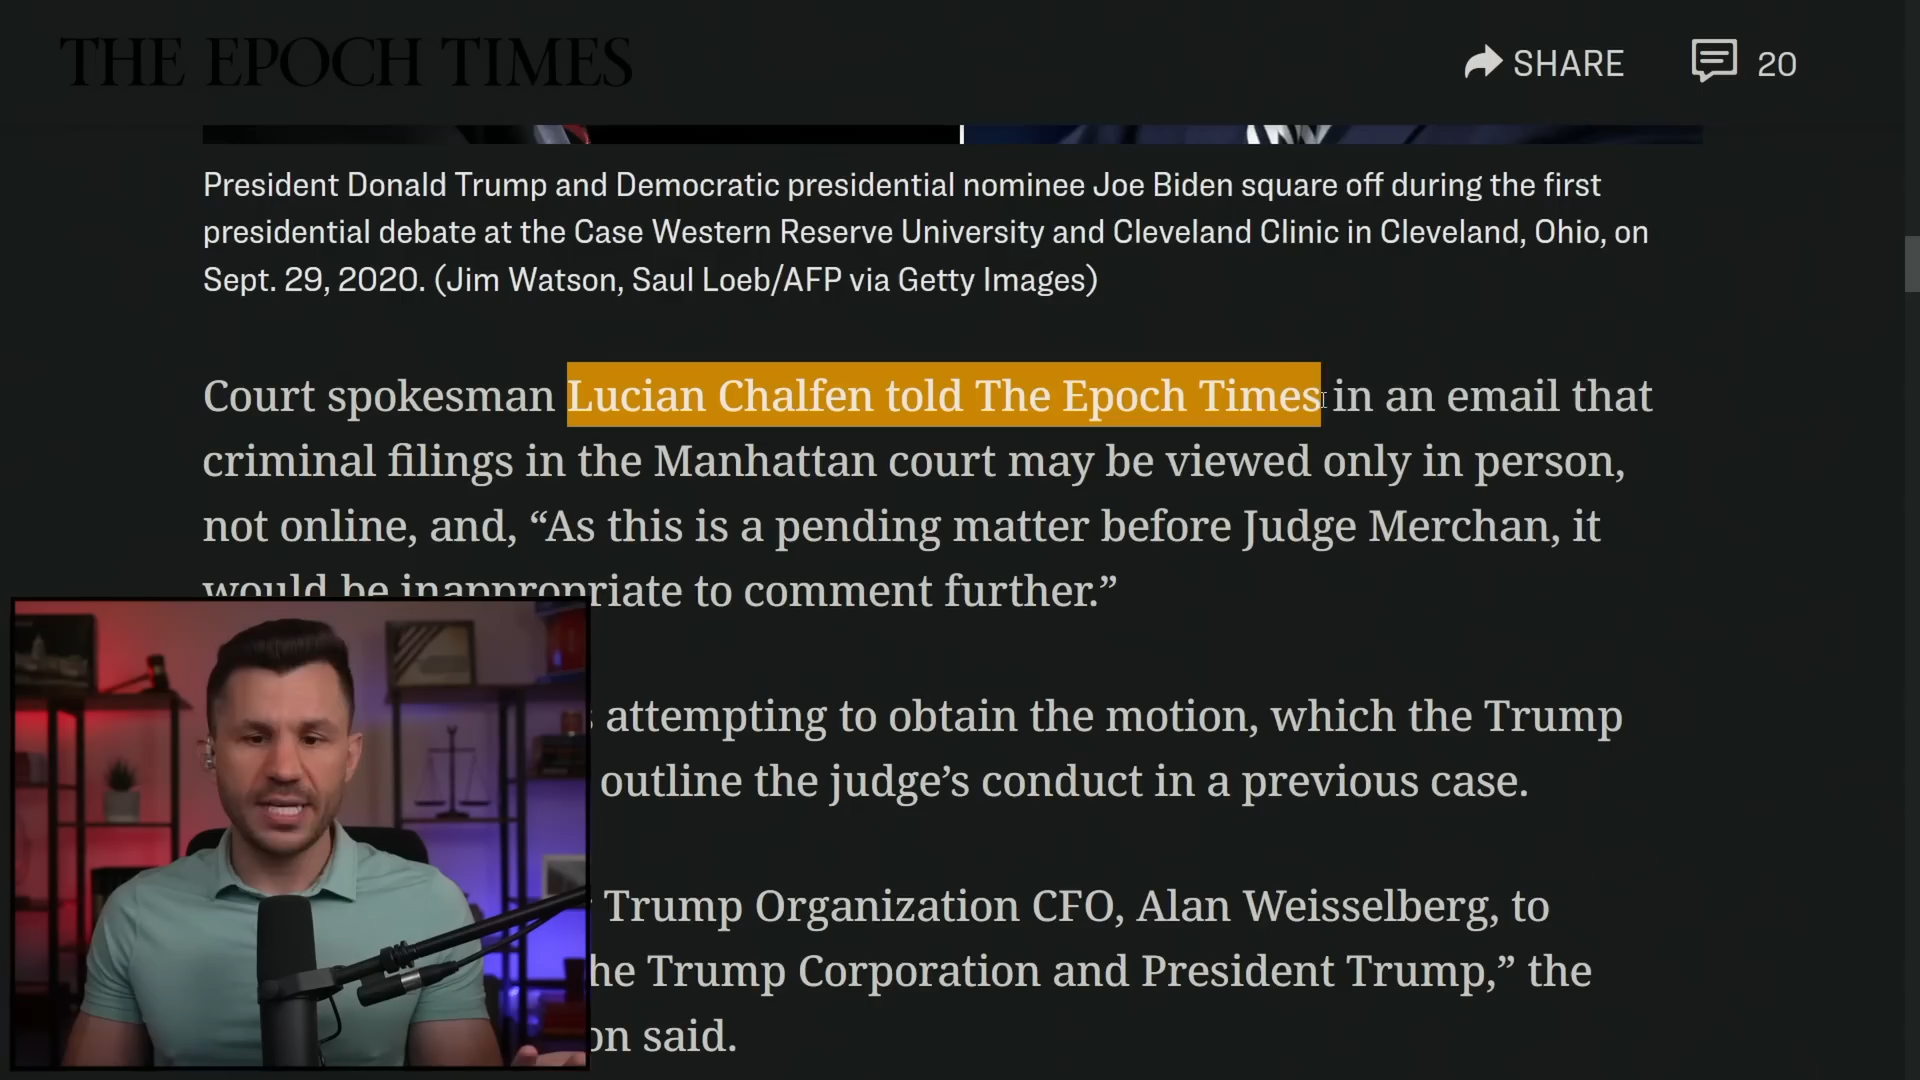 THE EPOCH TIMES
SHARE
20
President Donald Trump and Democratic presidential nominee Joe Biden square off during the first
presidential debate at the Case Western Reserve University and Cleveland Clinic in Cleveland, Ohio, on
Sept. 29, 2020. (Jim Watson, Saul Loeb/AFP via Getty Images)
Court spokesman Lucian Chalfen told The Epoch Times in an email that
criminal filings in the Manhattan court may be viewed only in person,
not online, and, “As this is a pending matter before Judge Merchan, it
would be inappropriate to comment further.”
attempting to obtain the motion, which the Trump
outline the judge’s conduct in a previous case.
Trump Organization CFO, Alan Weisselberg, to
Trump Corporation and President Trump,” the
said.